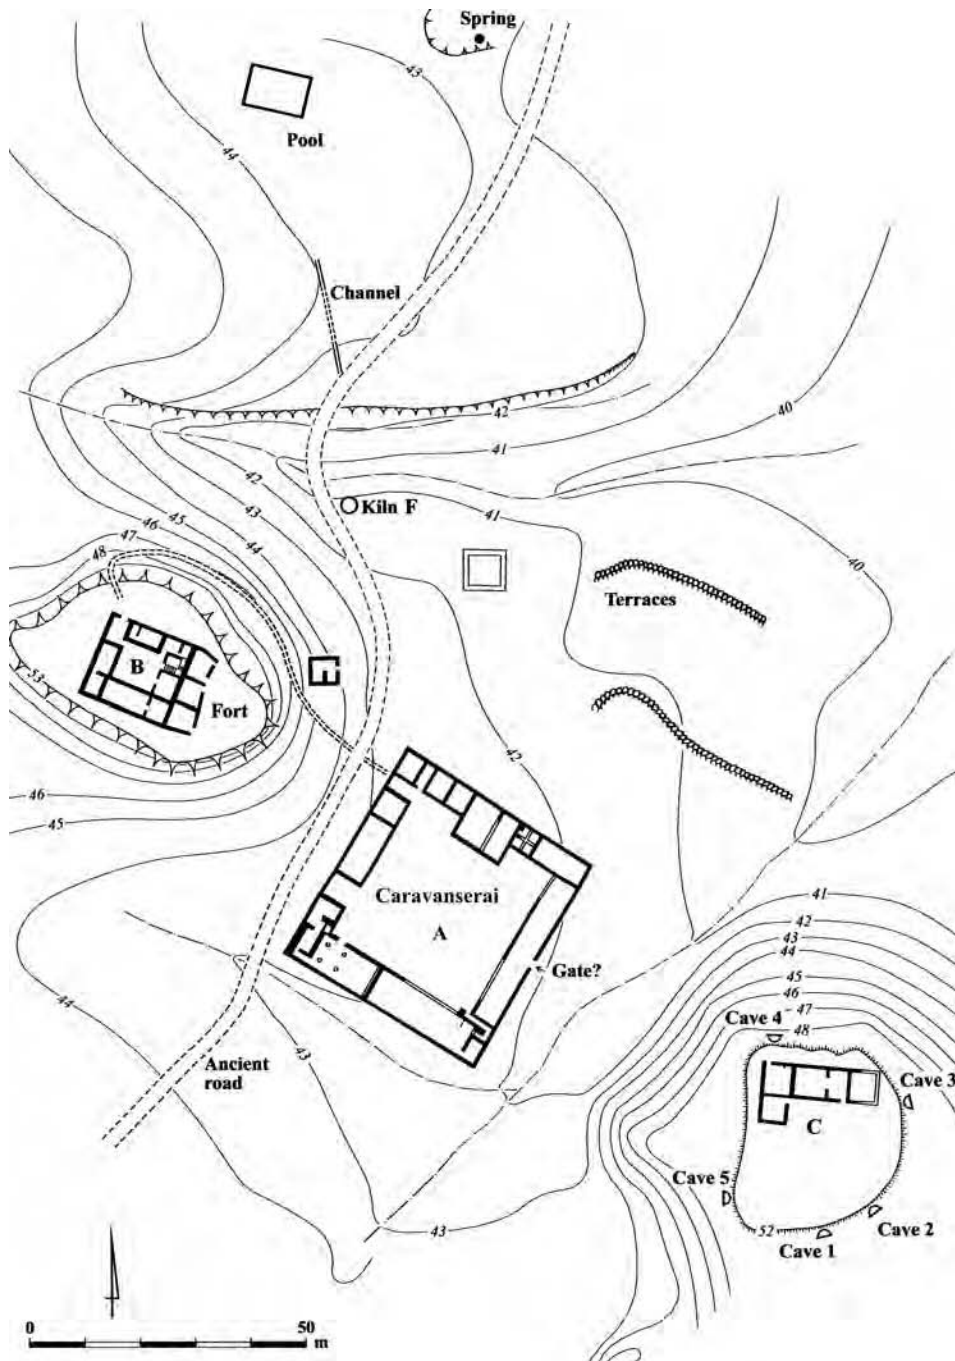 Spring
43
Pool
44
Channel
42
40
41
42
Kiln F
41
45
43
46
47
44
48
40
Terraces
B
53
Fort
42
46
45
Caravanserai
41
A
42
43
44
Gate?
45
46
44
47
Cave 4
48
43
Ancient
road
Cave 3
C
Cave 5
43
52
Cave 2
Cave 1
0
50
m